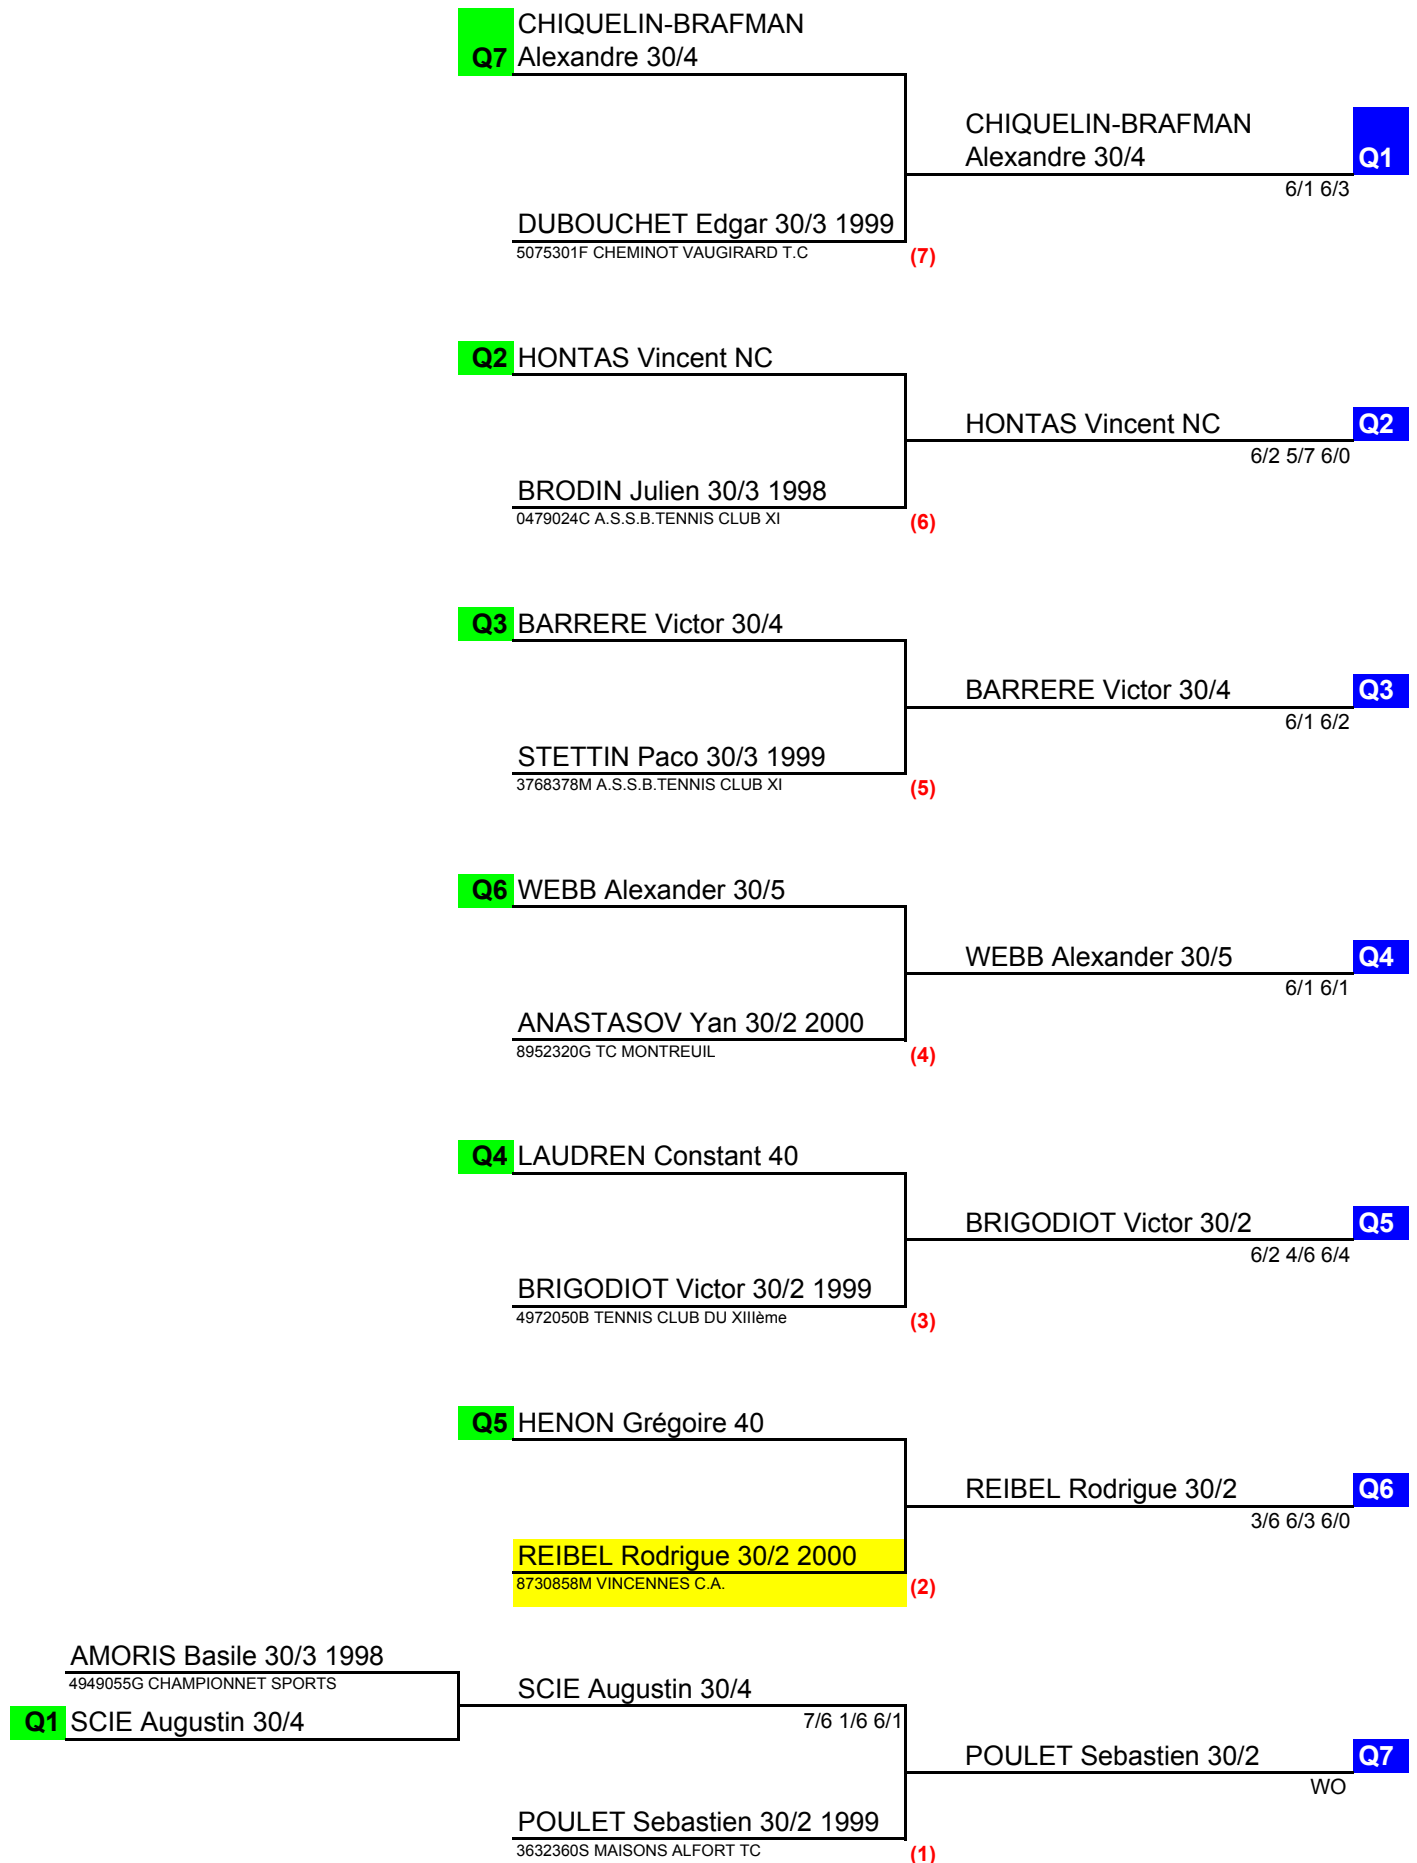 CHIQUELIN-BRAFMAN
Q7 Alexandre 30/4
CHIQUELIN-BRAFMAN
Alexandre 30/4 Q1
6/1 6/3
DUBOUCHET Edgar 30/3 1999
5075301F CHEMINOT VAUGIRARD T.C (7)
Q2 HONTAS Vincent NC
HONTAS Vincent NC Q2
6/2 5/7 6/0
BRODIN Julien 30/3 1998
0479024C A.S.S.B.TENNIS CLUB XI (6)
Q3 BARRERE Victor 30/4
BARRERE Victor 30/4 Q3
6/1 6/2
STETTIN Paco 30/3 1999
3768378M A.S.S.B.TENNIS CLUB XI (5)
Q6 WEBB Alexander 30/5
WEBB Alexander 30/5 Q4
6/1 6/1
ANASTASOV Yan 30/2 2000
8952320G TC MONTREUIL (4)
Q4 LAUDREN Constant 40
BRIGODIOT Victor 30/2 Q5
6/2 4/6 6/4
BRIGODIOT Victor 30/2 1999
4972050B TENNIS CLUB DU XIIIème (3)
Q5 HENON Grégoire 40
REIBEL Rodrigue 30/2 Q6
3/6 6/3 6/0
REIBEL Rodrigue 30/2 2000
8730858M VINCENNES C.A. (2)
AMORIS Basile 30/3 1998
4949055G CHAMPIONNET SPORTS
SCIE Augustin 30/4
Q1 SCIE Augustin 30/4
7/6 1/6 6/1
POULET Sebastien 30/2 Q7
WO
POULET Sebastien 30/2 1999
3632360S MAISONS ALFORT TC (1)